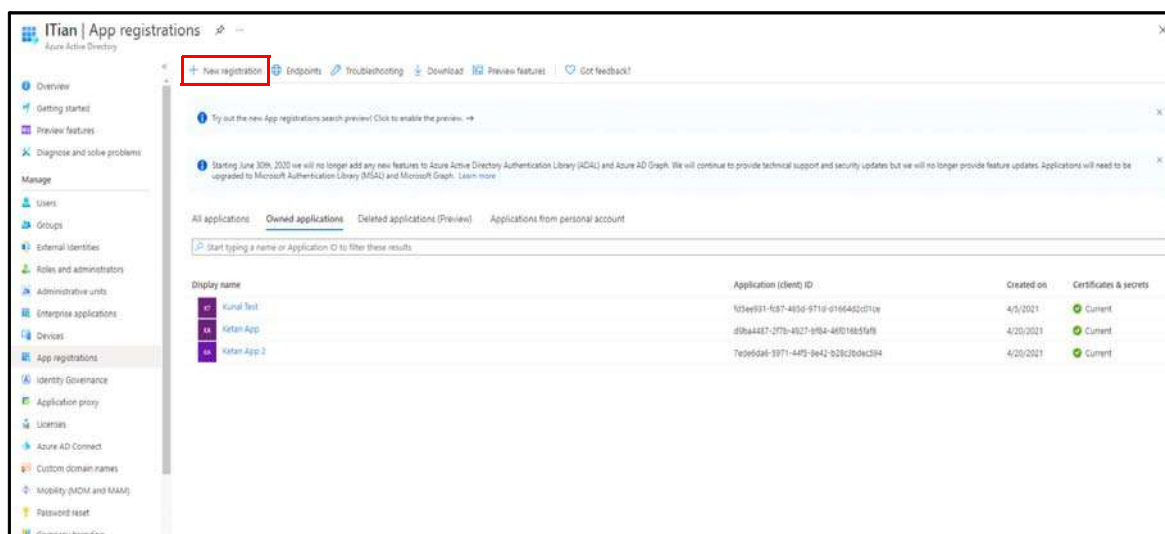 ITian | App registrations
Azure Active Directory
+ New registration Endpoints Troubleshooting Download Preview features Got feedback?
Overview
Getting started
Preview features
Diagnose and solve problems
Manage
Users
Groups
External Identities
Roles and administrators
Administrative units
Enterprise applications
Devices
App registrations
Identity Governance
Application proxy
Licenses
Azure AD Connect
Custom domain names
Mobility (MDM and MAM)
Password reset
Company branding
Try out the new App registrations search preview! Click to enable the preview. →
Starting June 30th, 2020 we will no longer add any new features to Azure Active Directory Authentication Library (ADAL) and Azure AD Graph. We will continue to provide technical support and security updates but we will no longer provide feature updates. Applications will need to be
upgraded to Microsoft Authentication Library (MSAL) and Microsoft Graph. Learn more
All applications Owned applications Deleted applications (Preview) Applications from personal account
Start typing a name or Application ID to filter these results
Display name Application (client) ID Created on Certificates & secrets
KT Kunal Test 4/5/2021 Current
KA Ketan App 4/20/2021 Current
KA Ketan App 2 4/20/2021 Current